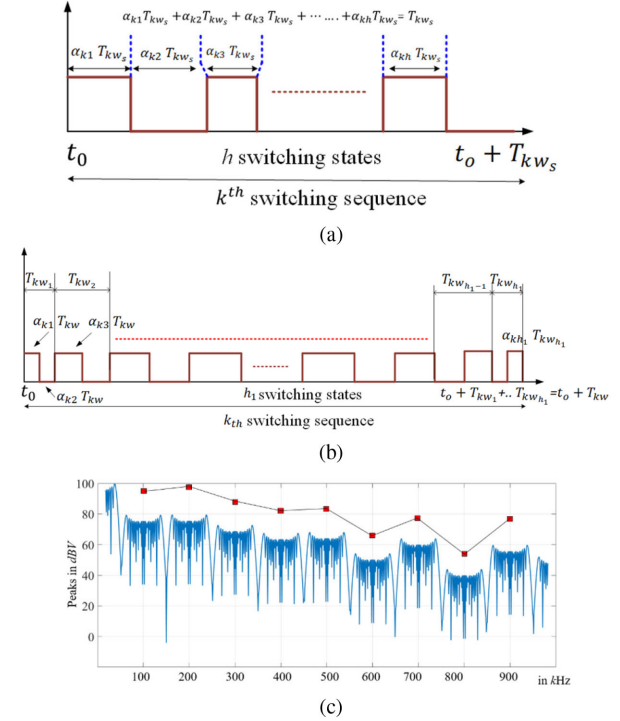 α_{k1}T_{kw_s} +α_{k2}T_{kw_s} + α_{k3} T_{kw_s} + ⋯ .... +α_{kh}T_{kw_s}= T_{kw_s}
α_{k1} T_{kw_s} α_{k2} T_{kw_s} α_{k3} T_{kw_s} α_{kh} T_{kw_s}
t_0 h switching states t_o + T_{kw_s}
k^{th} switching sequence
(a)
T_{kw_1} T_{kw_2} T_{kw_{h_1-1}} T_{kw_{h_1}}
α_{k1} T_{kw} α_{k3} T_{kw} α_{kh_1} T_{kw_{h_1}}
t_0 α_{k2} T_{kw} h_1 switching states t_o + T_{kw_1} +.. T_{kw_{h_1}}=t_o + T_{kw}
k_{th} switching sequence
(b)
Peaks in dBV
100
80
60
40
20
0
100 200 300 400 500 600 700 800 900 in kHz
(c)